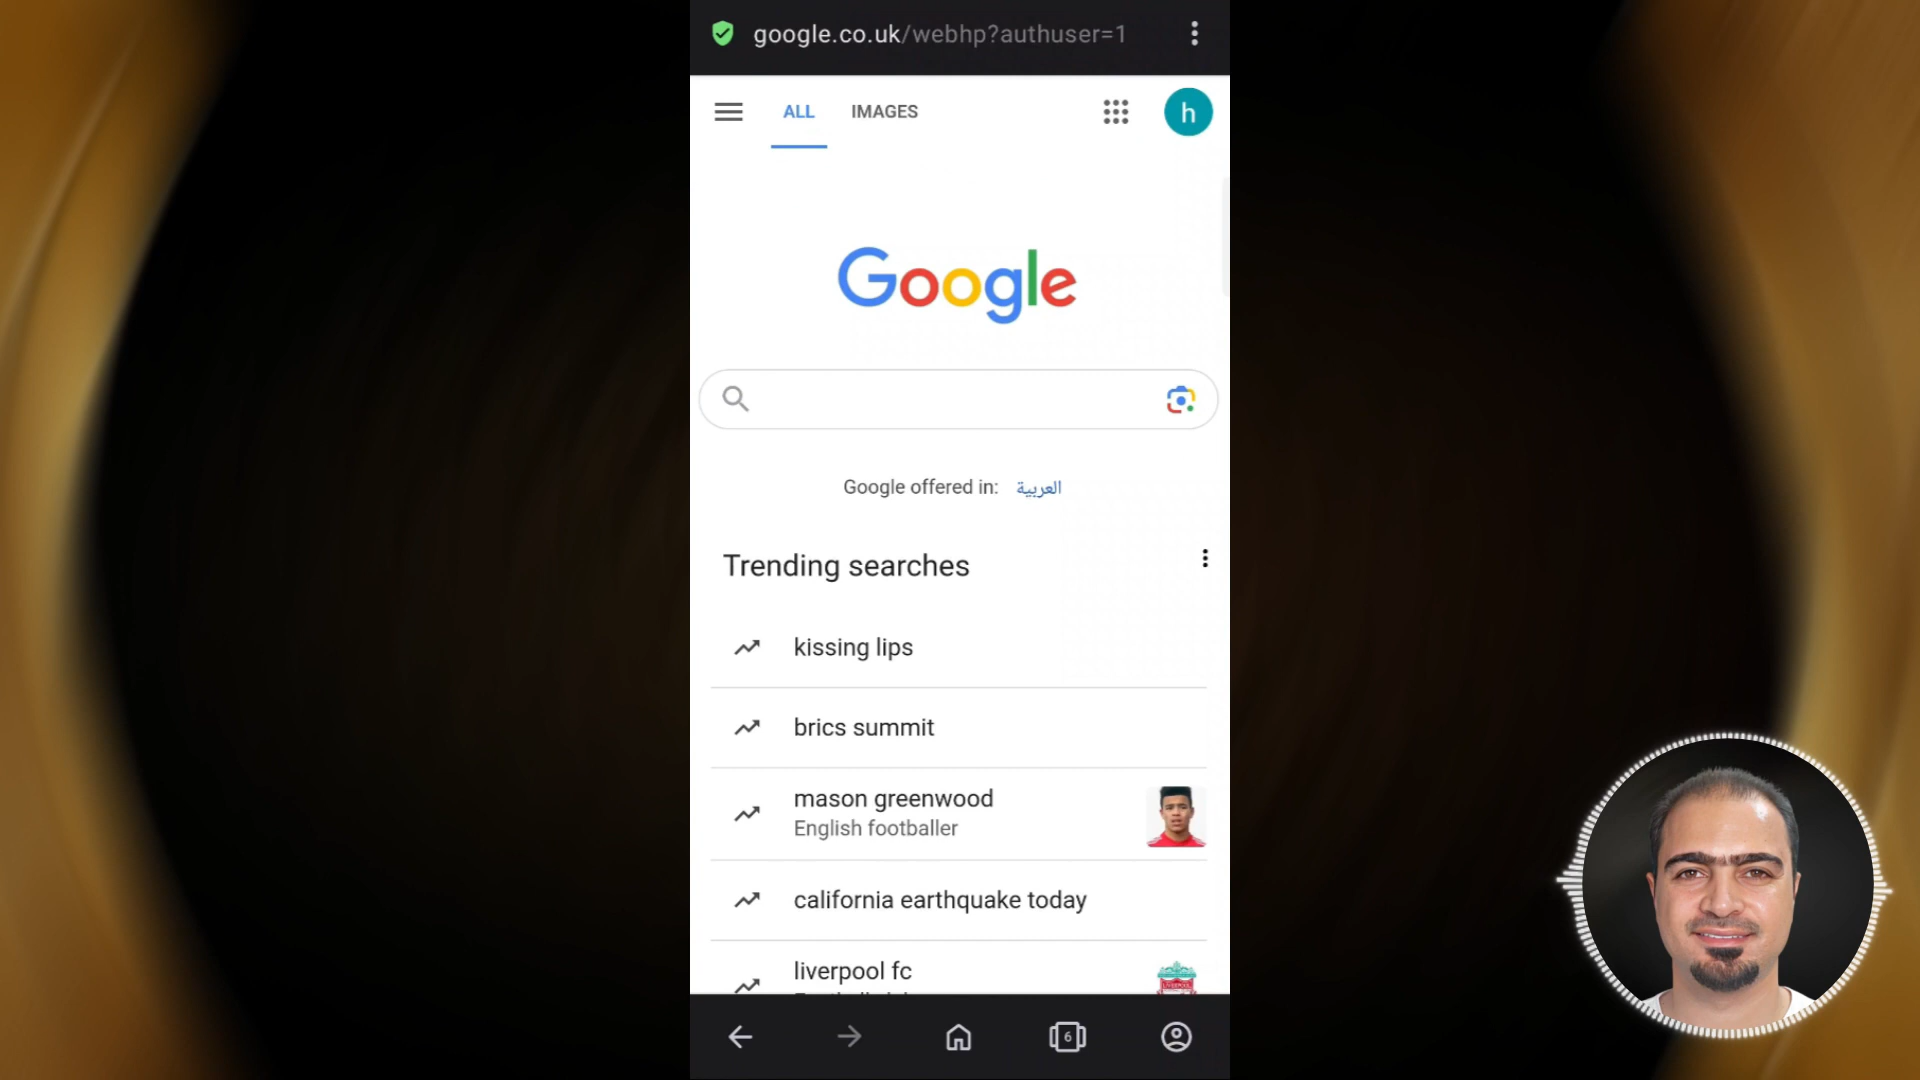 google.co.uk/webhp?authuser=1
ALL IMAGES
h
Google
Google offered in: العربية
Trending searches
kissing lips
brics summit
mason greenwood
English footballer
california earthquake today
liverpool fc
6